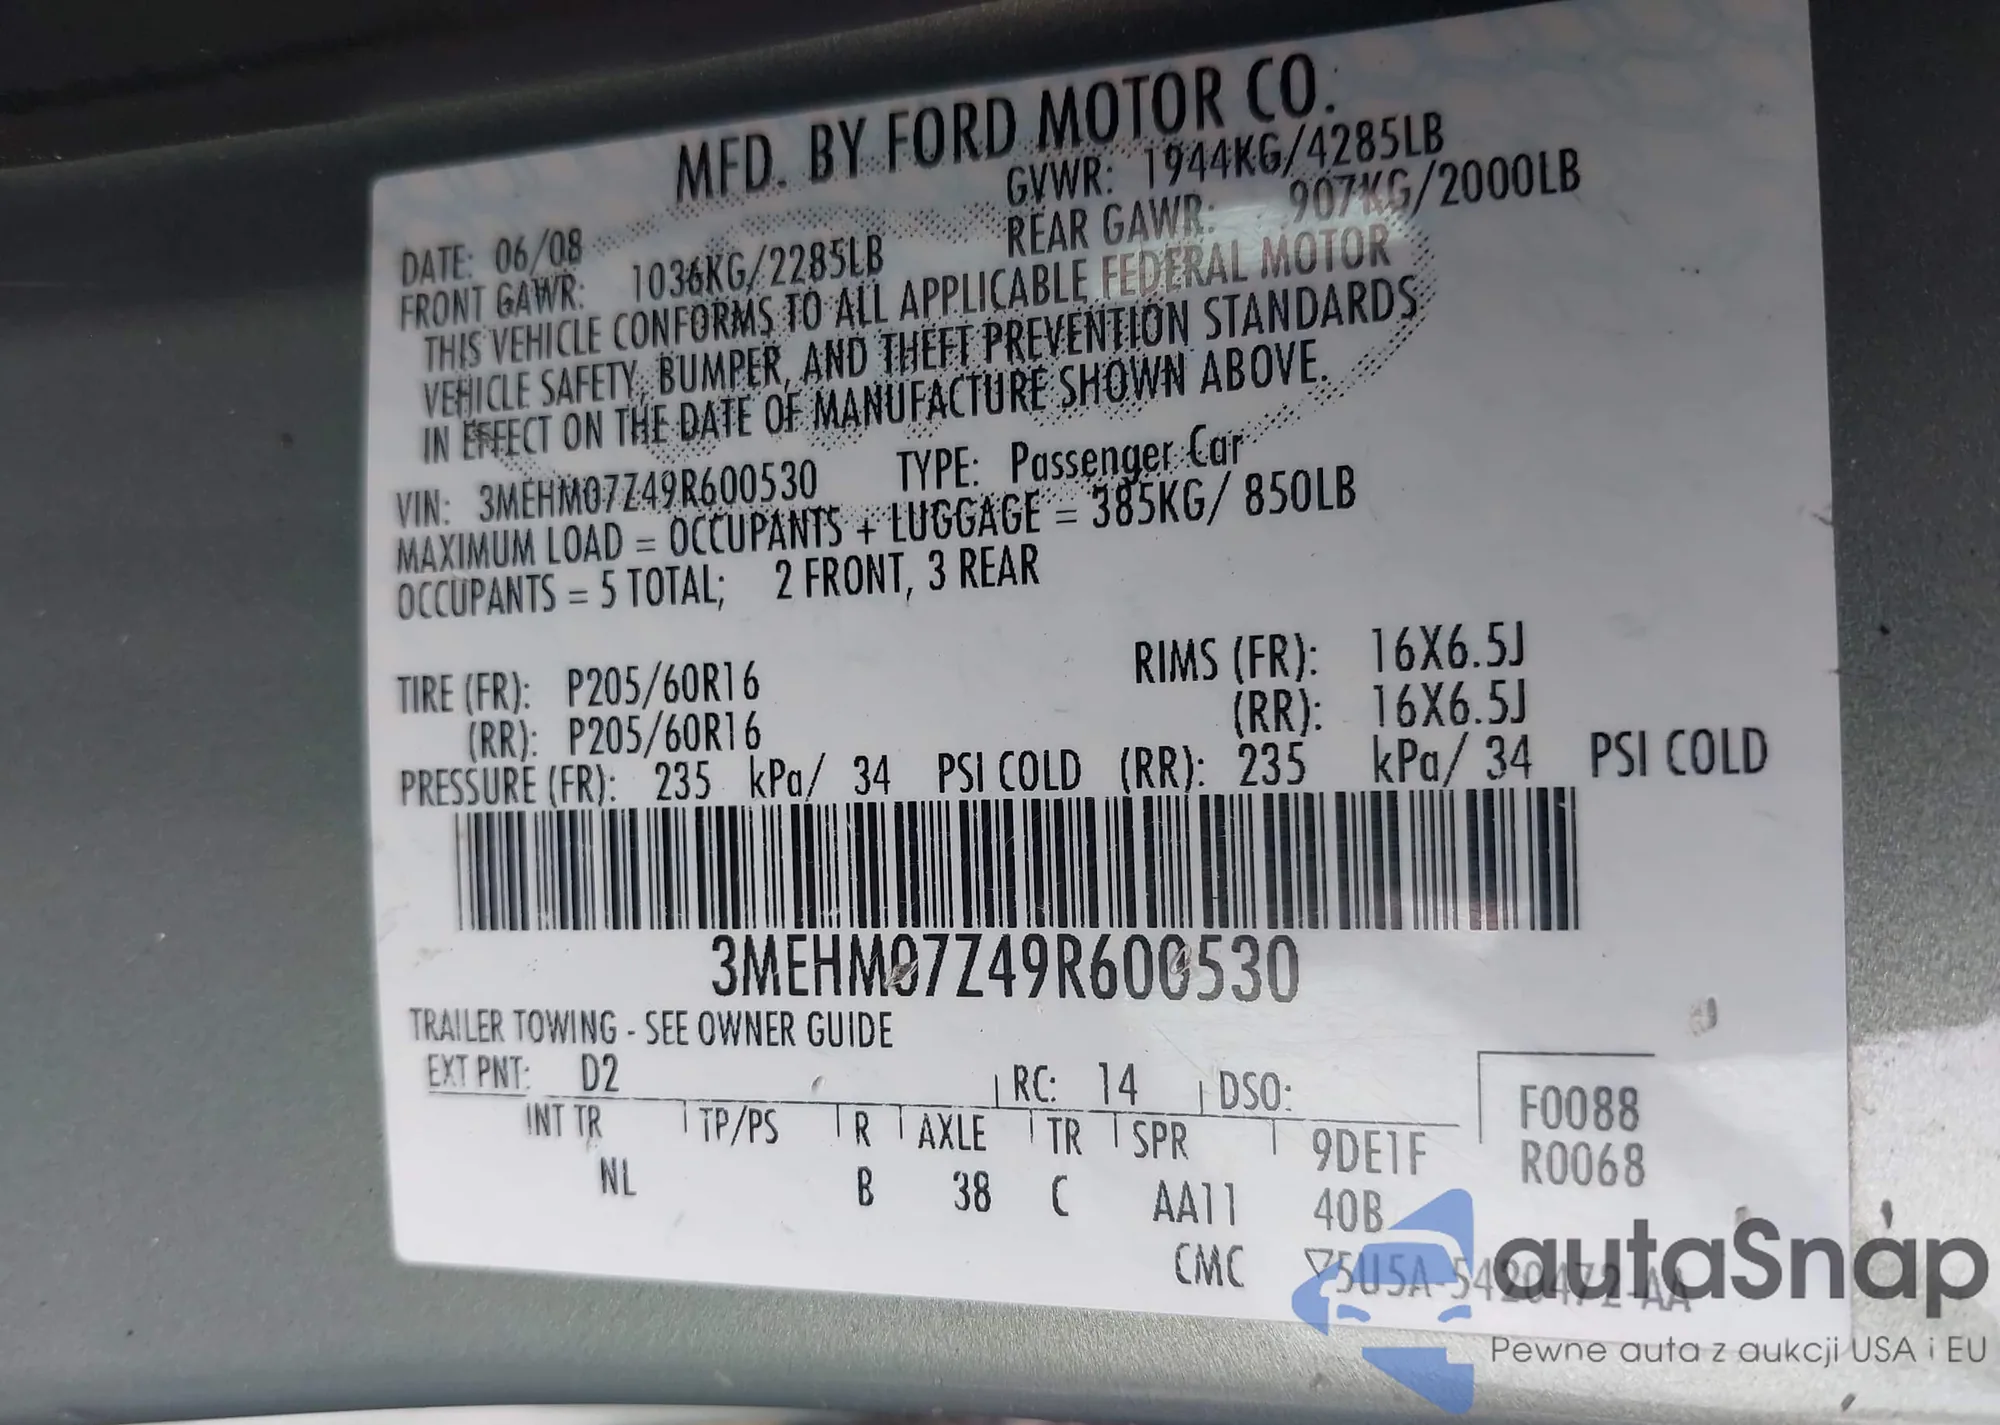 MFD. BY FORD MOTOR CO.
DATE: 06/08 GVWR: 1944KG/4285LB
FRONT GAWR: 1036KG/2285LB REAR GAWR: 907KG/2000LB
THIS VEHICLE CONFORMS TO ALL APPLICABLE FEDERAL MOTOR
VEHICLE SAFETY, BUMPER, AND THEFT PREVENTION STANDARDS
IN EFFECT ON THE DATE OF MANUFACTURE SHOWN ABOVE.
VIN: 3MEHM07Z49R600530 TYPE: Passenger Car
MAXIMUM LOAD = OCCUPANTS + LUGGAGE = 385KG/ 850LB
OCCUPANTS = 5 TOTAL; 2 FRONT, 3 REAR
TIRE (FR): P205/60R16 RIMS (FR): 16X6.5J
(RR): P205/60R16 (RR): 16X6.5J
PRESSURE (FR): 235 kPa/ 34 PSI COLD (RR): 235 kPa/ 34 PSI COLD
3MEHM07Z49R600530
TRAILER TOWING - SEE OWNER GUIDE
EXT PNT: D2 RC: 14 DSO: F0088
INT TR TP/PS R AXLE TR SPR 9DE1F R0068
NL B 38 C AA11 40B
CMC 75U5A-5420472-AA
autaSnap
Pewne auta z aukcji USA i EU